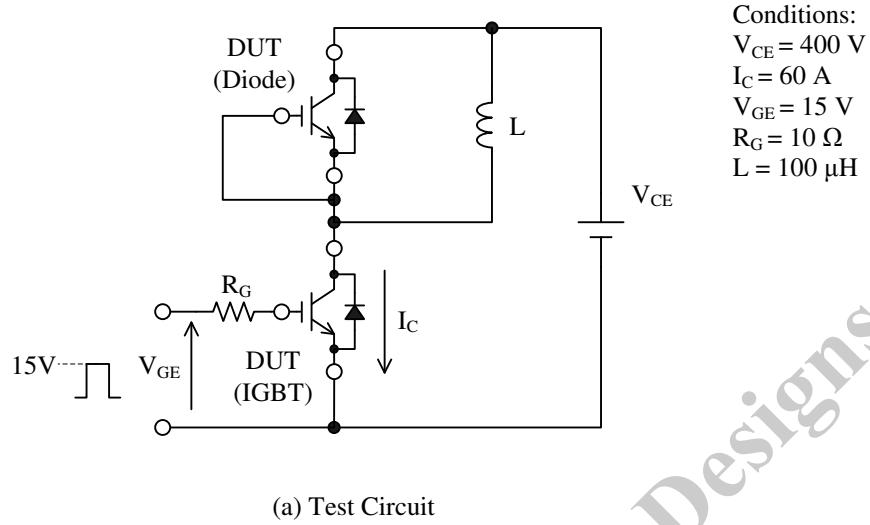 Conditions:
V_CE = 400 V
I_C = 60 A
V_GE = 15 V
R_G = 10 Ω
L = 100 μH
DUT
(Diode)
L
V_CE
R_G
I_C
15V
V_GE
DUT
(IGBT)
Designs
(a) Test Circuit